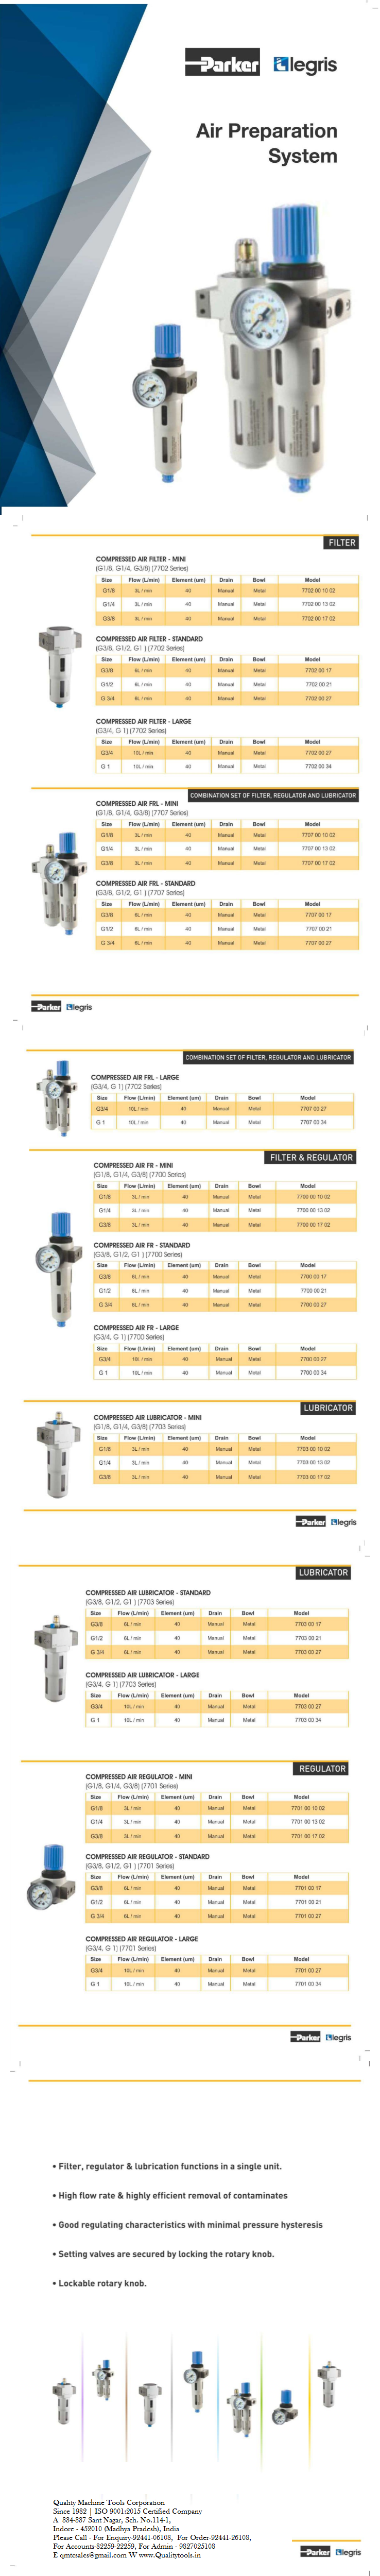 Parker legris
Air Preparation
System
FILTER
COMPRESSED AIR FILTER - MINI
(G1/8, G1/4, G3/8) (7702 Series)
Size Flow (L/min) Element (um) Drain Bowl Model
G1/8 3L / min 40 Manual Metal 7702 00 10 02
G1/4 3L / min 40 Manual Metal 7702 00 13 02
G3/8 3L / min 40 Manual Metal 7702 00 17 02
COMPRESSED AIR FILTER - STANDARD
(G3/8, G1/2, G1 ) (7702 Series)
Size Flow (L/min) Element (um) Drain Bowl Model
G3/8 6L / min 40 Manual Metal 7702 00 17
G1/2 6L / min 40 Manual Metal 7702 00 21
G 3/4 6L / min 40 Manual Metal 7702 00 27
COMPRESSED AIR FILTER - LARGE
(G3/4, G 1) (7702 Series)
Size Flow (L/min) Element (um) Drain Bowl Model
G3/4 10L / min 40 Manual Metal 7702 00 27
G 1 10L / min 40 Manual Metal 7702 00 34
COMBINATION SET OF FILTER, REGULATOR AND LUBRICATOR
COMPRESSED AIR FRL - MINI
(G1/8, G1/4, G3/8) (7707 Series)
Size Flow (L/min) Element (um) Drain Bowl Model
G1/8 3L / min 40 Manual Metal 7707 00 10 02
G1/4 3L / min 40 Manual Metal 7707 00 13 02
G3/8 3L / min 40 Manual Metal 7707 00 17 02
COMPRESSED AIR FRL - STANDARD
(G3/8, G1/2, G1 ) (7707 Series)
Size Flow (L/min) Element (um) Drain Bowl Model
G3/8 6L / min 40 Manual Metal 7707 00 17
G1/2 6L / min 40 Manual Metal 7707 00 21
G 3/4 6L / min 40 Manual Metal 7707 00 27
Parker legris
COMBINATION SET OF FILTER, REGULATOR AND LUBRICATOR
COMPRESSED AIR FRL - LARGE
(G3/4, G 1) (7702 Series)
Size Flow (L/min) Element (um) Drain Bowl Model
G3/4 10L / min 40 Manual Metal 7707 00 27
G 1 10L / min 40 Manual Metal 7707 00 34
FILTER & REGULATOR
COMPRESSED AIR FR - MINI
(G1/8, G1/4, G3/8) (7700 Series)
Size Flow (L/min) Element (um) Drain Bowl Model
G1/8 3L / min 40 Manual Metal 7700 00 10 02
G1/4 3L / min 40 Manual Metal 7700 00 13 02
G3/8 3L / min 40 Manual Metal 7700 00 17 02
COMPRESSED AIR FR - STANDARD
(G3/8, G1/2, G1 ) (7700 Series)
Size Flow (L/min) Element (um) Drain Bowl Model
G3/8 6L / min 40 Manual Metal 7700 00 17
G1/2 6L / min 40 Manual Metal 7700 00 21
G 3/4 6L / min 40 Manual Metal 7700 00 27
COMPRESSED AIR FR - LARGE
(G3/4, G 1) (7700 Series)
Size Flow (L/min) Element (um) Drain Bowl Model
G3/4 10L / min 40 Manual Metal 7700 00 27
G 1 10L / min 40 Manual Metal 7700 00 34
LUBRICATOR
COMPRESSED AIR LUBRICATOR - MINI
(G1/8, G1/4, G3/8) (7703 Series)
Size Flow (L/min) Element (um) Drain Bowl Model
G1/8 3L / min 40 Manual Metal 7703 00 10 02
G1/4 3L / min 40 Manual Metal 7703 00 13 02
G3/8 3L / min 40 Manual Metal 7703 00 17 02
Parker legris
LUBRICATOR
COMPRESSED AIR LUBRICATOR - STANDARD
(G3/8, G1/2, G1 ) (7703 Series)
Size Flow (L/min) Element (um) Drain Bowl Model
G3/8 6L / min 40 Manual Metal 7703 00 17
G1/2 6L / min 40 Manual Metal 7703 00 21
G 3/4 6L / min 40 Manual Metal 7703 00 27
COMPRESSED AIR LUBRICATOR - LARGE
(G3/4, G 1) (7703 Series)
Size Flow (L/min) Element (um) Drain Bowl Model
G3/4 10L / min 40 Manual Metal 7703 00 27
G 1 10L / min 40 Manual Metal 7703 00 34
REGULATOR
COMPRESSED AIR REGULATOR - MINI
(G1/8, G1/4, G3/8) (7701 Series)
Size Flow (L/min) Element (um) Drain Bowl Model
G1/8 3L / min 40 Manual Metal 7701 00 10 02
G1/4 3L / min 40 Manual Metal 7701 00 13 02
G3/8 3L / min 40 Manual Metal 7701 00 17 02
COMPRESSED AIR REGULATOR - STANDARD
(G3/8, G1/2, G1 ) (7701 Series)
Size Flow (L/min) Element (um) Drain Bowl Model
G3/8 6L / min 40 Manual Metal 7701 00 17
G1/2 6L / min 40 Manual Metal 7701 00 21
G 3/4 6L / min 40 Manual Metal 7701 00 27
COMPRESSED AIR REGULATOR - LARGE
(G3/4, G 1) (7701 Series)
Size Flow (L/min) Element (um) Drain Bowl Model
G3/4 10L / min 40 Manual Metal 7701 00 27
G 1 10L / min 40 Manual Metal 7701 00 34
Parker legris
• Filter, regulator & lubrication functions in a single unit.
• High flow rate & highly efficient removal of contaminates
• Good regulating characteristics with minimal pressure hysteresis
• Setting valves are secured by locking the rotary knob.
• Lockable rotary knob.
Quality Machine Tools Corporation
Since 1982 | ISO 9001:2015 Certified Company
A 334-337 Sant Nagar, Sch. No.114-1,
Indore - 452010 (Madhya Pradesh), India
Please Call - For Enquiry-92441-06108, For Order-92441-26108,
For Accounts-82259-22259, For Admin - 9827025108
E qmtcsales@gmail.com W www.Qualitytools.in
Parker legris